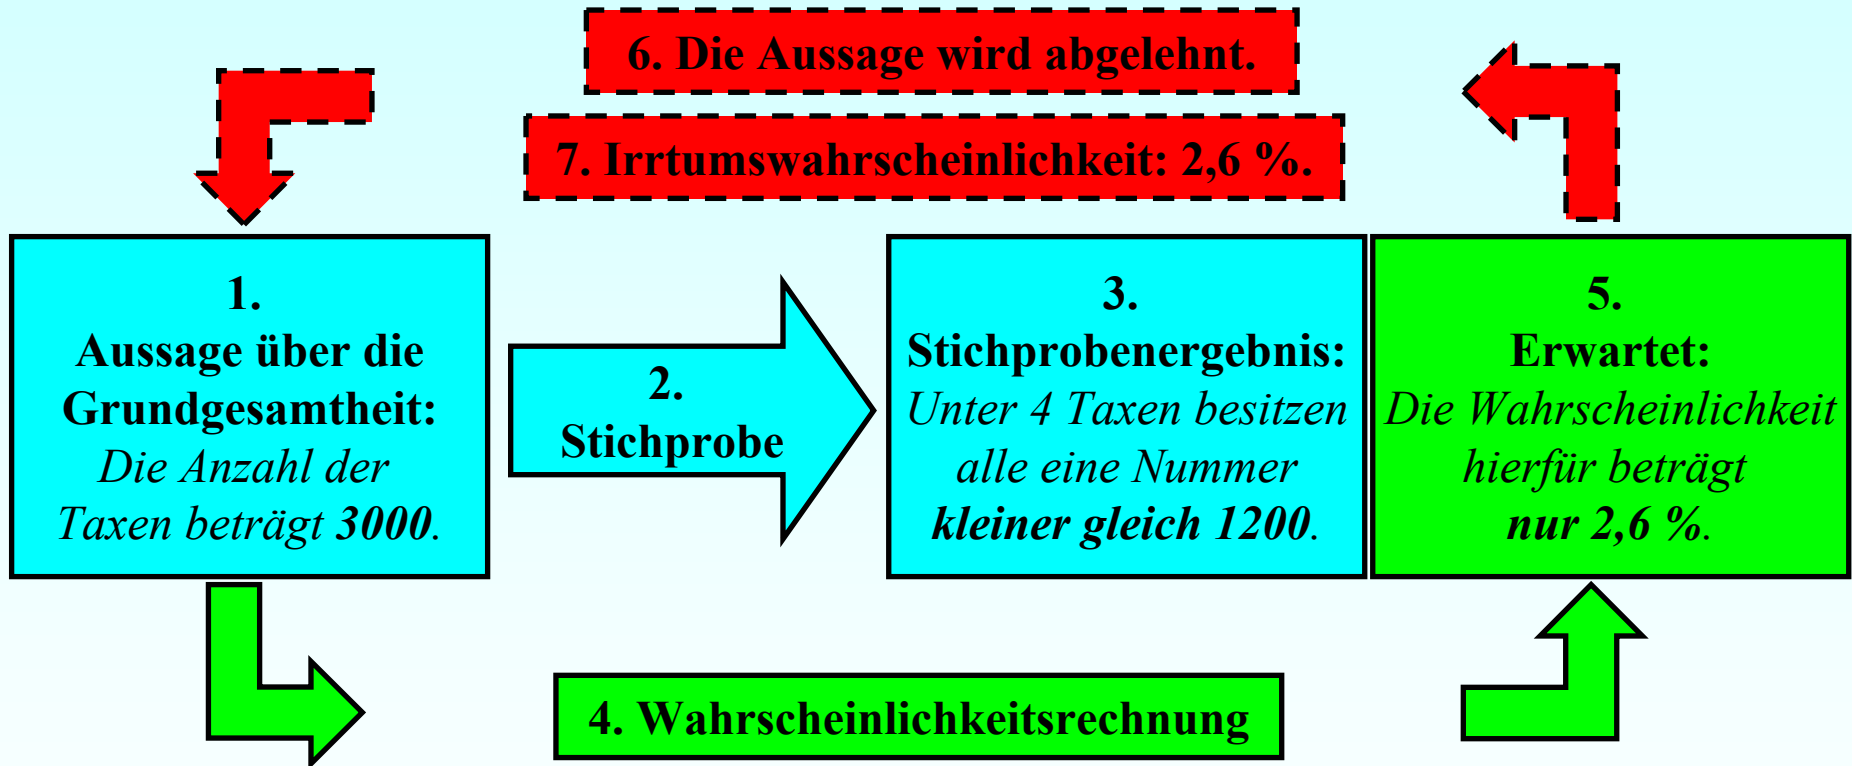 6. Die Aussage wird abgelehnt.
7. Irrtumswahrscheinlichkeit: 2,6 %.
1.
Aussage über die
Grundgesamtheit:
Die Anzahl der
Taxen beträgt 3000.
2.
Stichprobe
3.
Stichprobenergebnis:
Unter 4 Taxen besitzen
alle eine Nummer
kleiner gleich 1200.
5.
Erwartet:
Die Wahrscheinlichkeit
hierfür beträgt
nur 2,6 %.
4. Wahrscheinlichkeitsrechnung